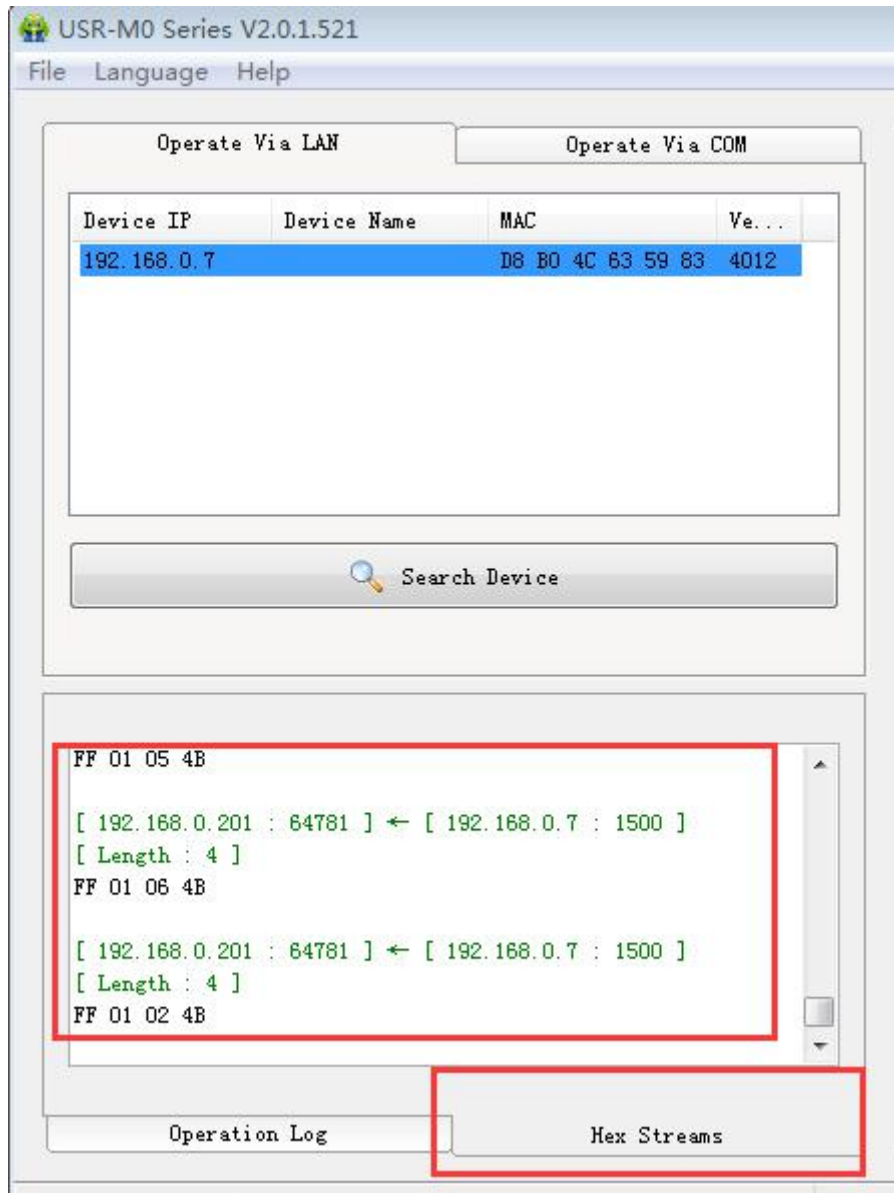 USR-M0 Series V2.0.1.521
File Language Help
Operate Via LAN Operate Via COM
Device IP Device Name MAC Ve...
192.168.0.7 D8 B0 4C 63 59 83 4012
Search Device
FF 01 05 4B
[ 192.168.0.201 : 64781 ] ← [ 192.168.0.7 : 1500 ]
[ Length : 4 ]
FF 01 06 4B
[ 192.168.0.201 : 64781 ] ← [ 192.168.0.7 : 1500 ]
[ Length : 4 ]
FF 01 02 4B
Operation Log Hex Streams